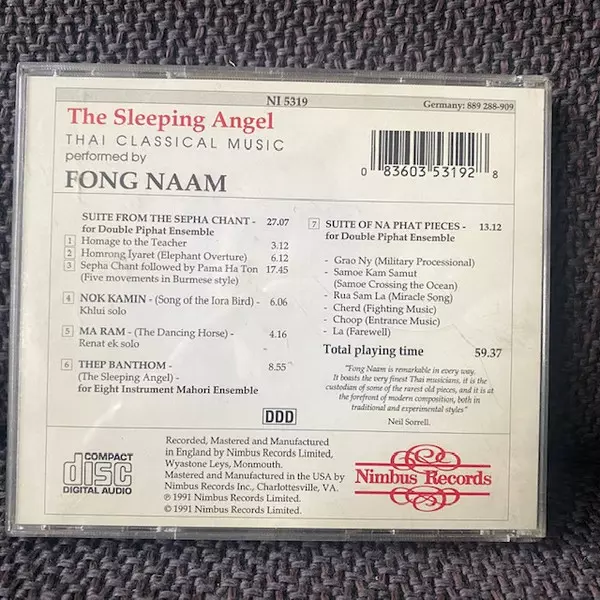 NI 5319
Germany: 889 288-909
The Sleeping Angel
THAI CLASSICAL MUSIC
performed by
FONG NAAM
0 83603 53192 8
SUITE FROM THE SEPHA CHANT - 27.07
for Double Piphat Ensemble
1 Homage to the Teacher 3.12
2 Homrong Iyaret (Elephant Overture) 6.12
3 Sepha Chant followed by Pama Ha Ton 17.45
(Five movements in Burmese style)
4 NOK KAMIN - (Song of the Iora Bird) - 6.06
Khlui solo
5 MA RAM - (The Dancing Horse) - 4.16
Renat ek solo
6 THEP BANTHOM - 8.55
(The Sleeping Angel) -
for Eight Instrument Mahori Ensemble
7 SUITE OF NA PHAT PIECES - 13.12
for Double Piphat Ensemble
- Grao Ny (Military Processional)
- Samoe Kam Samut
(Samoe Crossing the Ocean)
- Rua Sam La (Miracle Song)
- Cherd (Fighting Music)
- Choop (Entrance Music)
- La (Farewell)
Total playing time 59.37
"Fong Naam is remarkable in every way.
It boasts the very finest Thai musicians, it is the
custodian of some of the rarest old pieces, and it is at
the forefront of modern composition, both in
traditional and experimental styles"
Neil Sorrell.
DDD
COMPACT
disc
DIGITAL AUDIO
Recorded, Mastered and Manufactured
in England by Nimbus Records Limited,
Wyastone Leys, Monmouth.
Mastered and Manufactured in the USA by
Nimbus Records Inc., Charlottesville, VA.
℗ 1991 Nimbus Records Limited.
© 1991 Nimbus Records Limited.
Nimbus Records